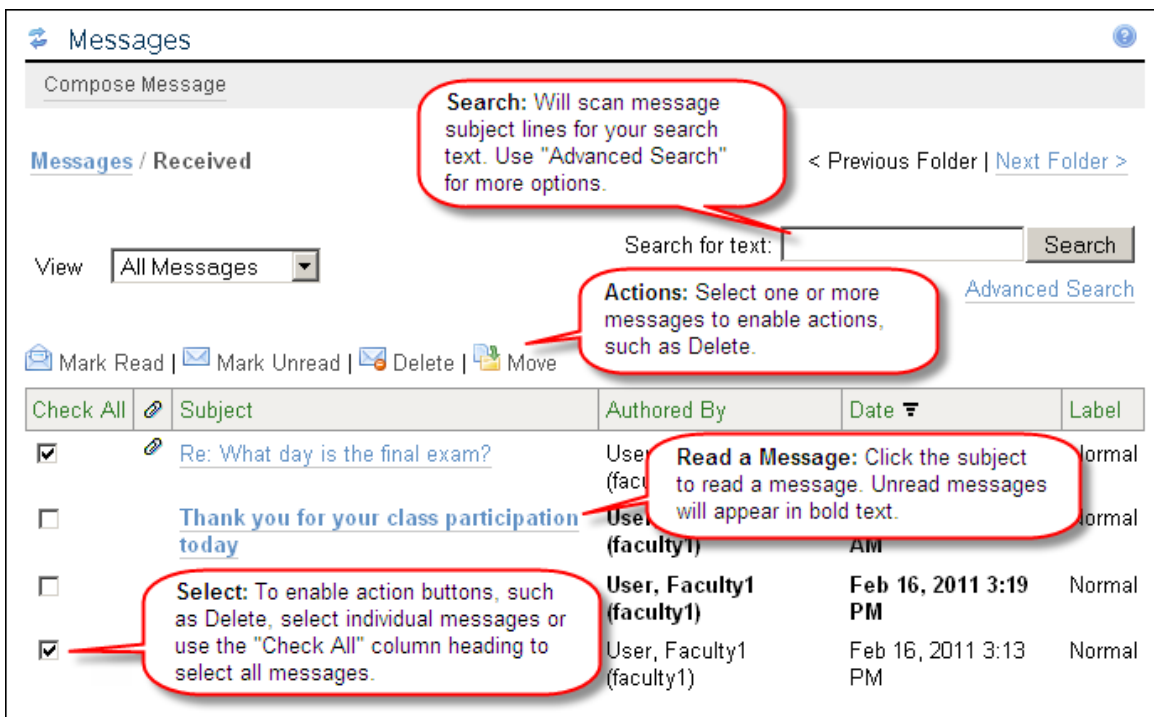 Messages
Compose Message
Search: Will scan message
subject lines for your search
text. Use "Advanced Search"
for more options.
Messages / Received
< Previous Folder | Next Folder >
View
All Messages
Search for text:
Search
Advanced Search
Actions: Select one or more
messages to enable actions,
such as Delete.
Mark Read | Mark Unread | Delete | Move
Check All Subject Authored By Date Label
Re: What day is the final exam?
Normal
Read a Message: Click the subject
to read a message. Unread messages
will appear in bold text.
Thank you for your class participation
today
(faculty1)
AM
Normal
Select: To enable action buttons, such
as Delete, select individual messages or
use the "Check All" column heading to
select all messages.
User, Faculty1
(faculty1)
Feb 16, 2011 3:19
PM
Normal
User, Faculty1
(faculty1)
Feb 16, 2011 3:13
PM
Normal